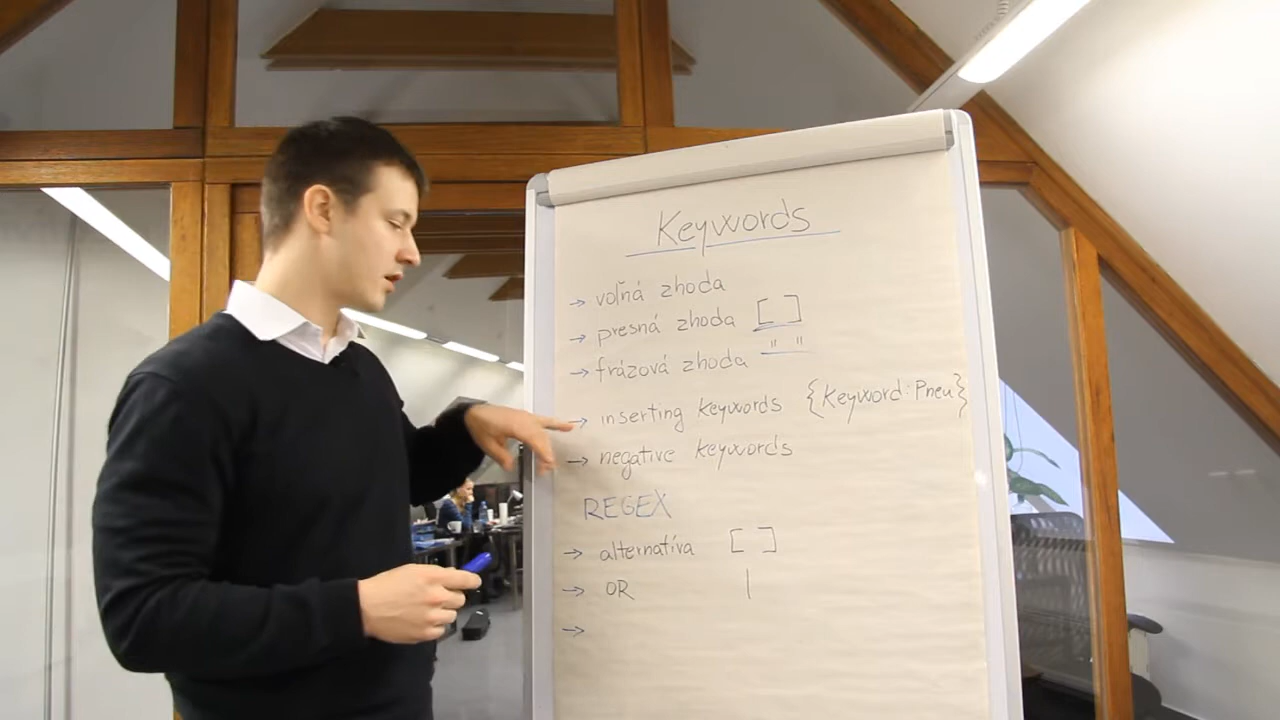 Keywords
→ voľná zhoda
→ presná zhoda [ ]
→ frázová zhoda " "
→ inserting keywords {Keyword:Pneu}
→ negative keywords
REGEX
→ alternatíva [ ]
→ OR |
→